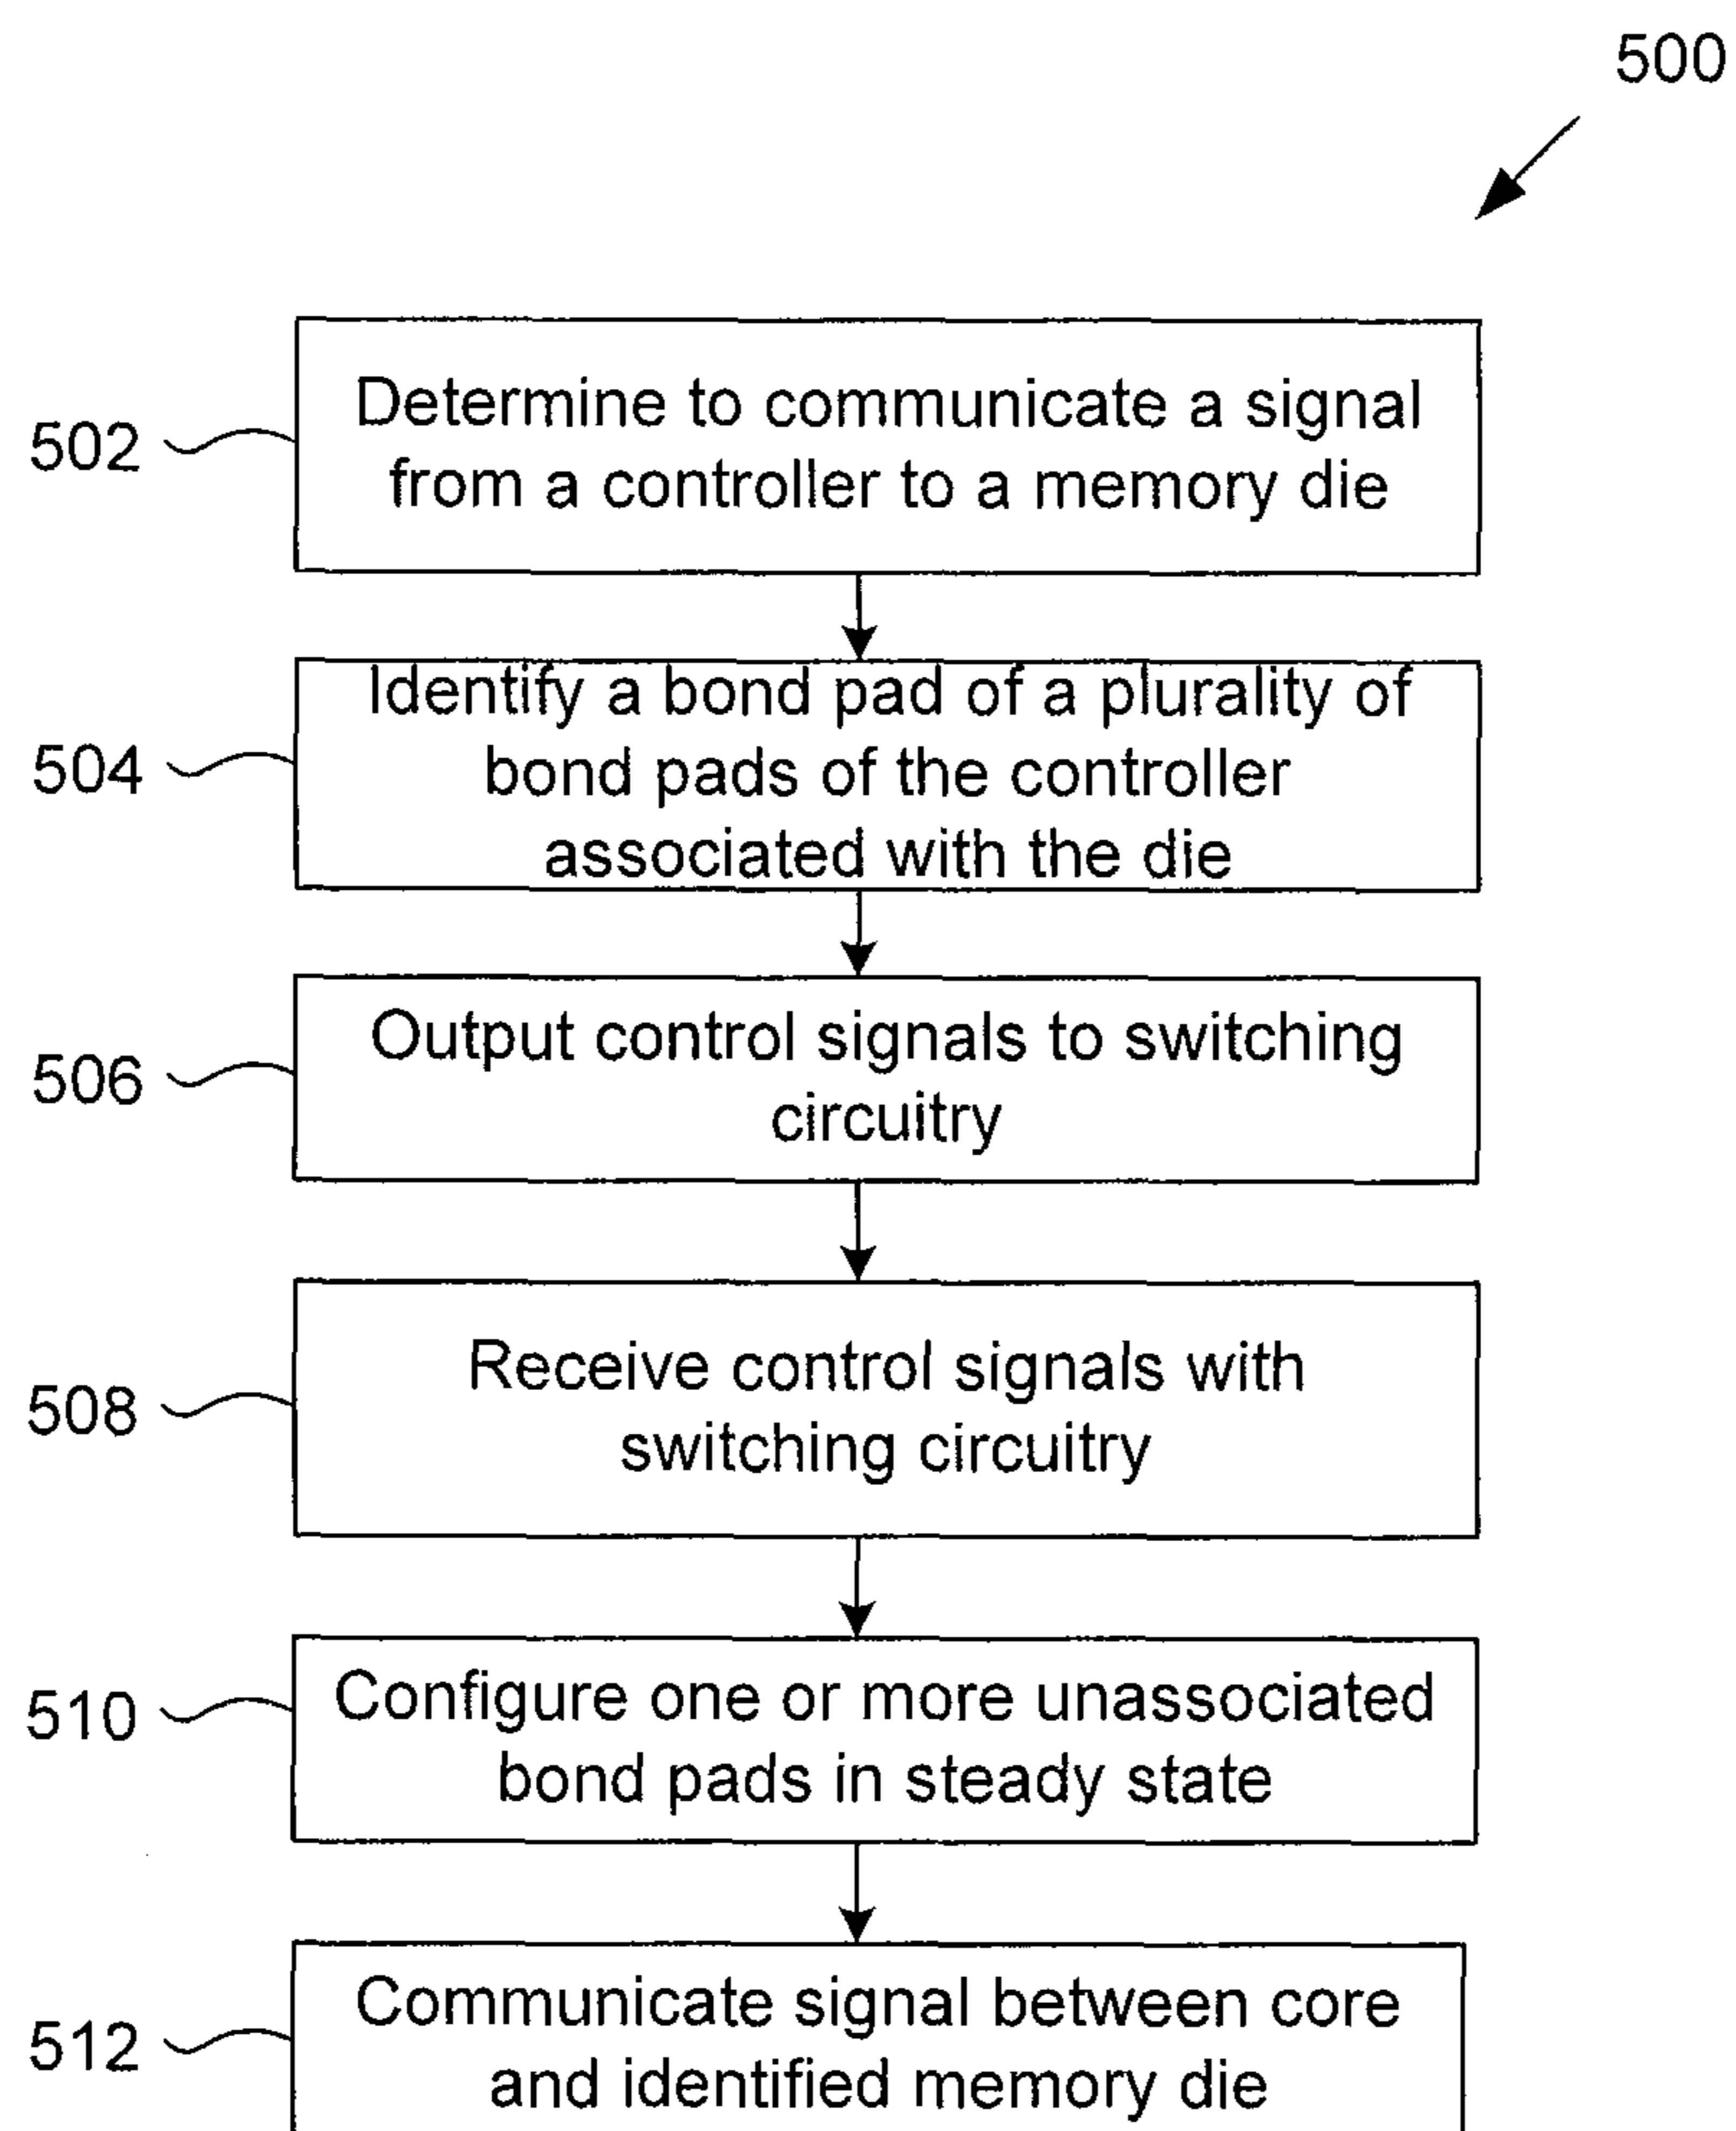 500
502
Determine to communicate a signal
from a controller to a memory die
504
Identify a bond pad of a plurality of
bond pads of the controller
associated with the die
506
Output control signals to switching
circuitry
508
Receive control signals with
switching circuitry
510
Configure one or more unassociated
bond pads in steady state
512
Communicate signal between core
and identified memory die